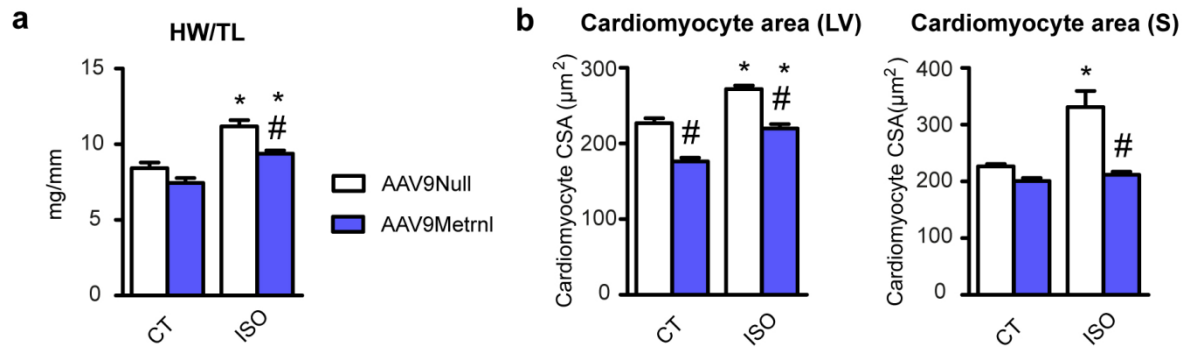 a
HW/TL
mg/mm
15
10
5
0
* *
#
CT
ISO
AAV9Null
AAV9Metrnl
b
Cardiomyocyte area (LV)
Cardiomyocyte CSA (µm²)
300
200
100
0
#
* *
#
CT
ISO
Cardiomyocyte area (S)
Cardiomyocyte CSA(µm²)
400
300
200
100
0
*
#
CT
ISO